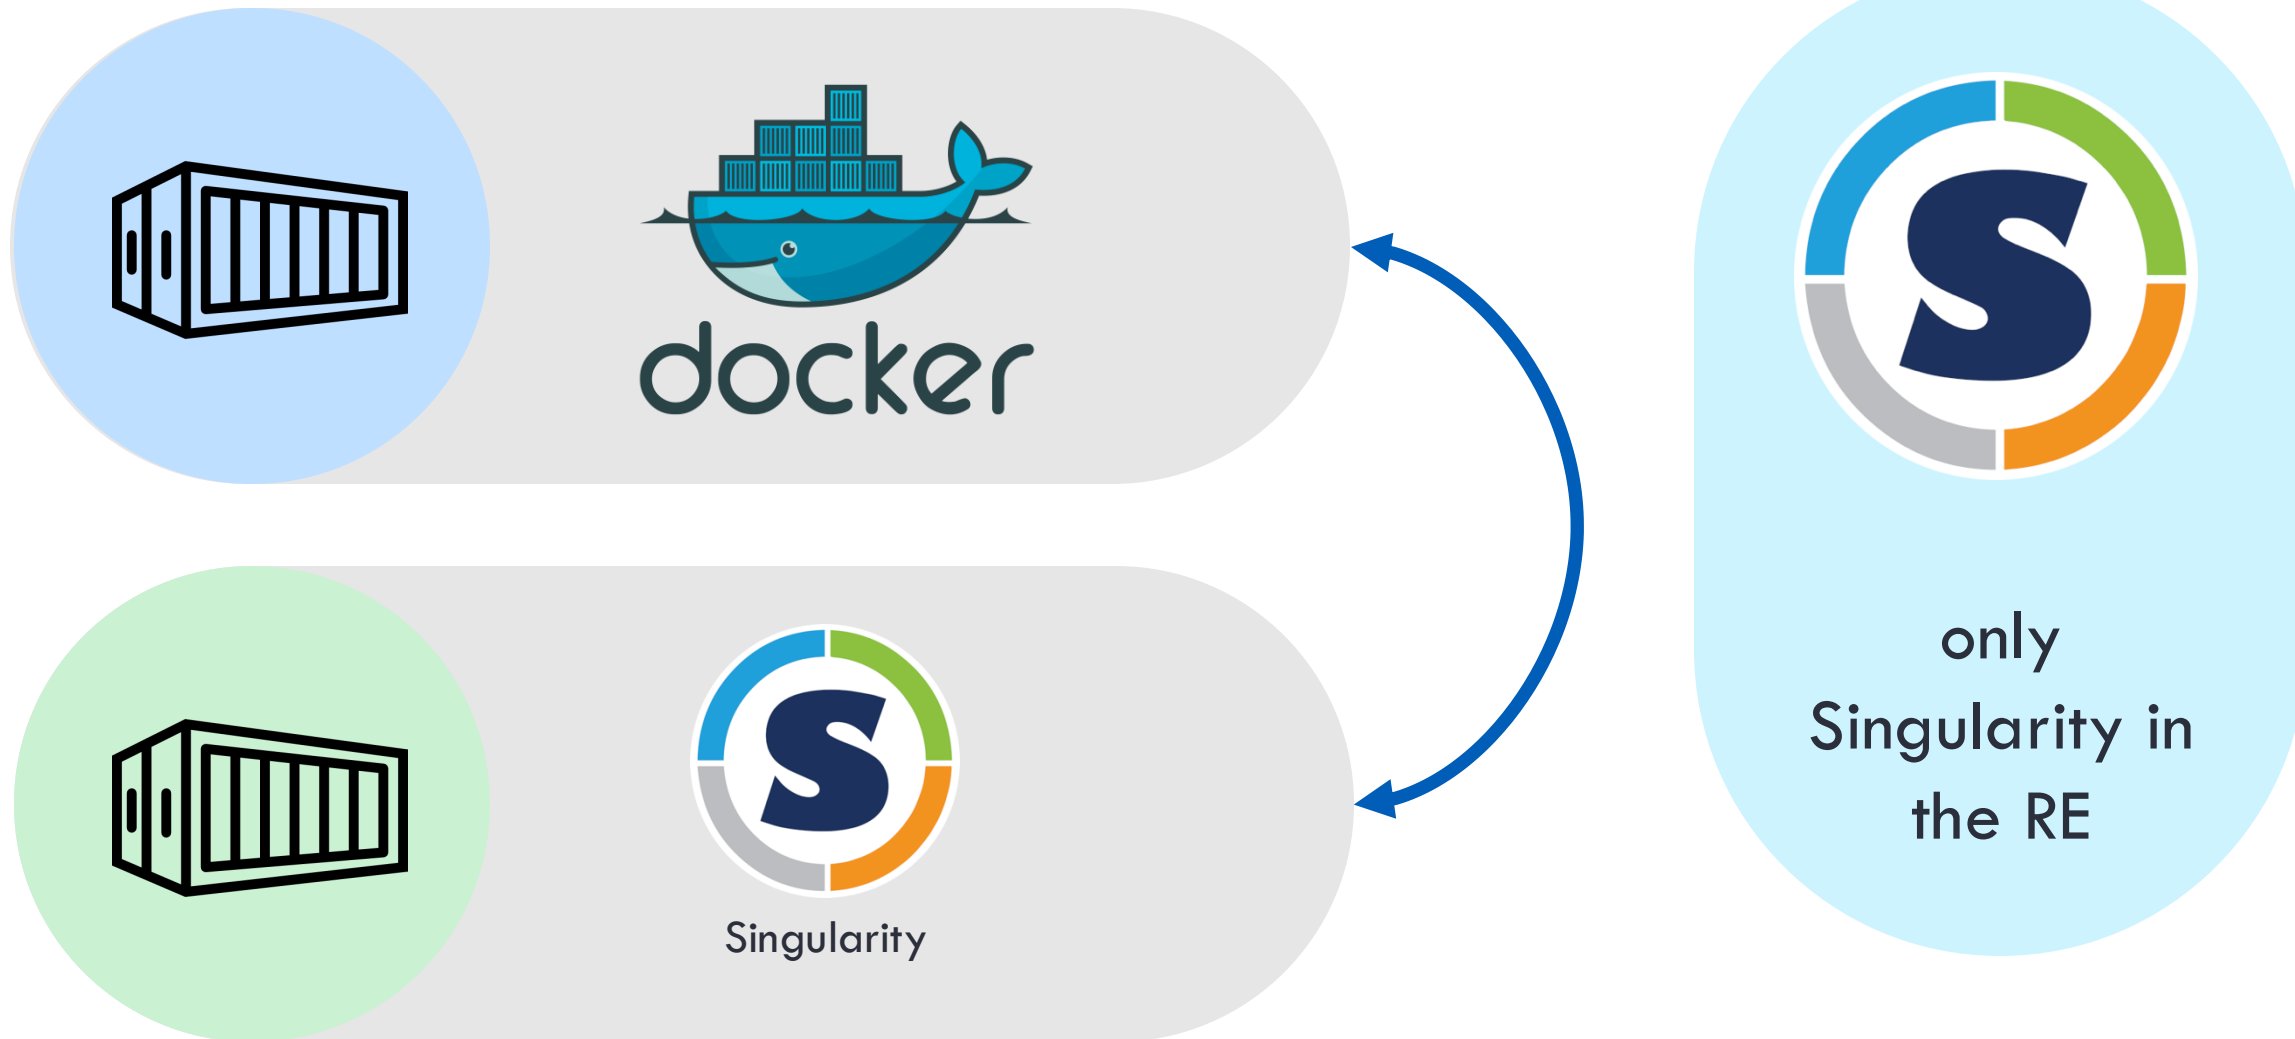 docker
Singularity
S
S
only
Singularity in
the RE